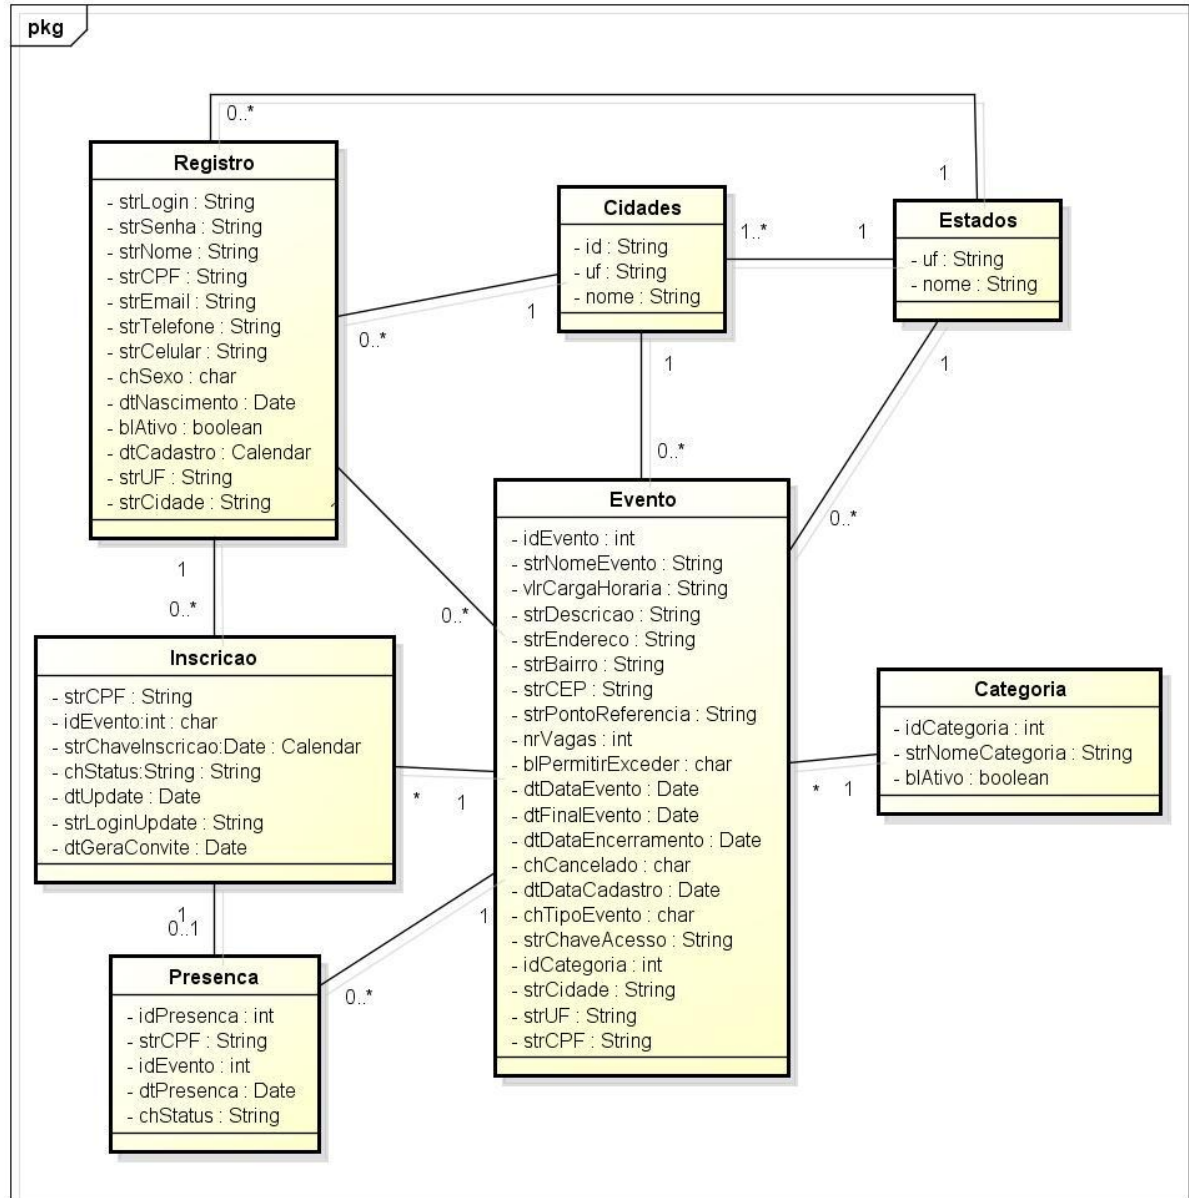 pkg
0..*
Registro
- strLogin : String
- strSenha : String
- strNome : String
- strCPF : String
- strEmail : String
- strTelefone : String
- strCelular : String
- chSexo : char
- dtNascimento : Date
- blAtivo : boolean
- dtCadastro : Calendar
- strUF : String
- strCidade : String
1
Cidades
- id : String
- uf : String
- nome : String
1..*
1
Estados
- uf : String
- nome : String
0..*
1
1
1
0..*
0..*
0..*
1
0..*
Evento
- idEvento : int
- strNomeEvento : String
- vlrCargaHoraria : String
- strDescricao : String
- strEndereco : String
- strBairro : String
- strCEP : String
- strPontoReferencia : String
- nrVagas : int
- blPermitirExceder : char
- dtDataEvento : Date
- dtFinalEvento : Date
- dtDataEncerramento : Date
- chCancelado : char
- dtDataCadastro : Date
- chTipoEvento : char
- strChaveAcesso : String
- idCategoria : int
- strCidade : String
- strUF : String
- strCPF : String
Inscricao
- strCPF : String
- idEvento:int : char
- strChaveInscricao:Date : Calendar
- chStatus:String : String
- dtUpdate : Date
- strLoginUpdate : String
- dtGeraConvite : Date
* 1
Categoria
- idCategoria : int
- strNomeCategoria : String
- blAtivo : boolean
* 1
1
0..1
1
0..*
Presenca
- idPresenca : int
- strCPF : String
- idEvento : int
- dtPresenca : Date
- chStatus : String